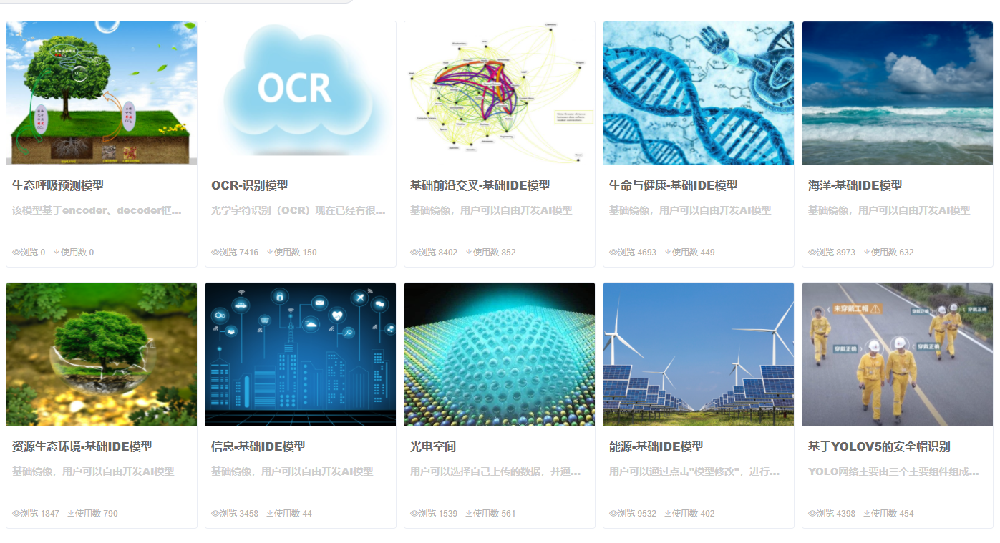 OCR
生态呼吸预测模型
OCR-识别模型
基础前沿交叉-基础IDE模型
生命与健康-基础IDE模型
海洋-基础IDE模型
该模型基于encoder、decoder框...
光学字符识别（OCR）现在已经有很...
基础镜像，用户可以自由开发AI模型
基础镜像，用户可以自由开发AI模型
基础镜像，用户可以自由开发AI模型
浏览 0 使用数 0
浏览 7416 使用数 150
浏览 8402 使用数 852
浏览 4693 使用数 449
浏览 8973 使用数 632
未穿戴工帽
穿戴正确
穿戴正确
穿戴正确
穿戴正确
资源生态环境-基础IDE模型
信息-基础IDE模型
光电空间
能源-基础IDE模型
基于YOLOV5的安全帽识别
基础镜像，用户可以自由开发AI模型
基础镜像，用户可以自由开发AI模型
用户可以选择自己上传的数据，并通...
用户可以通过点击"模型修改"，进行...
YOLO网络主要由三个主要组件组成...
浏览 1847 使用数 790
浏览 3458 使用数 44
浏览 1539 使用数 561
浏览 9532 使用数 402
浏览 4398 使用数 454